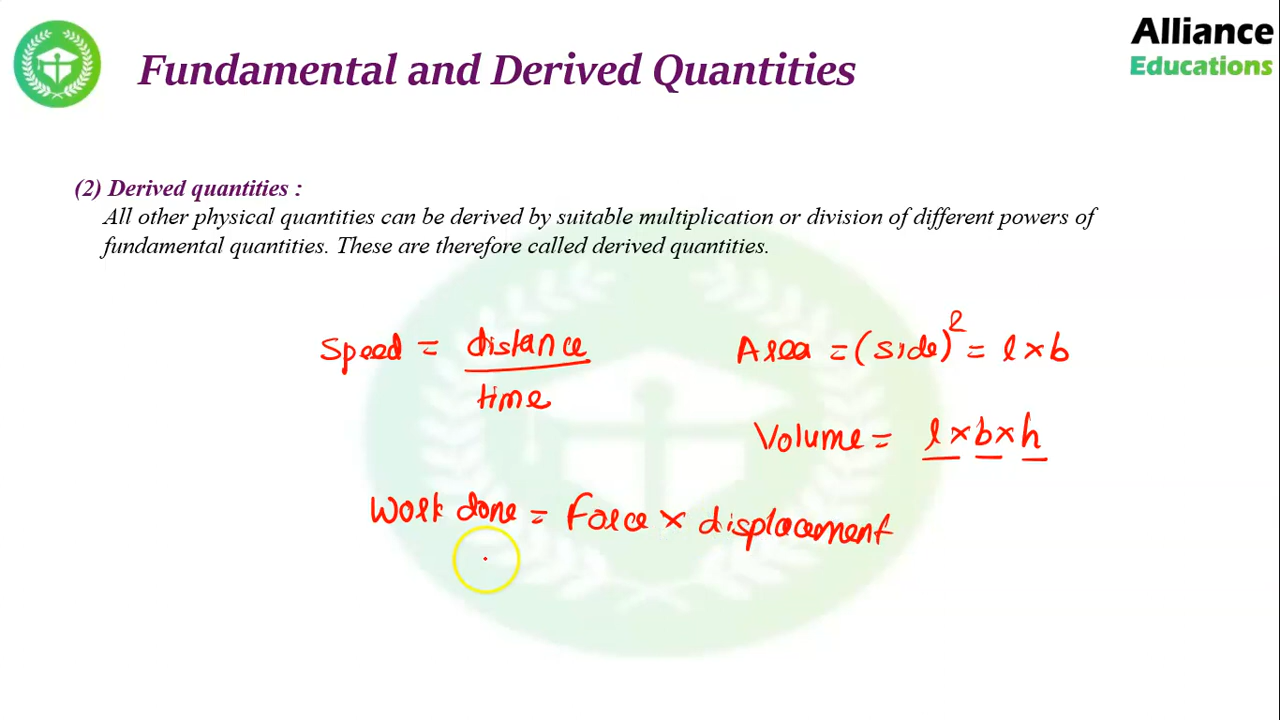 Alliance
Educations
Fundamental and Derived Quantities
(2) Derived quantities :
All other physical quantities can be derived by suitable multiplication or division of different powers of
fundamental quantities. These are therefore called derived quantities.
Speed = distance / time
Area = (side)² = l × b
Volume = l × b × h
Work done = Force × displacement